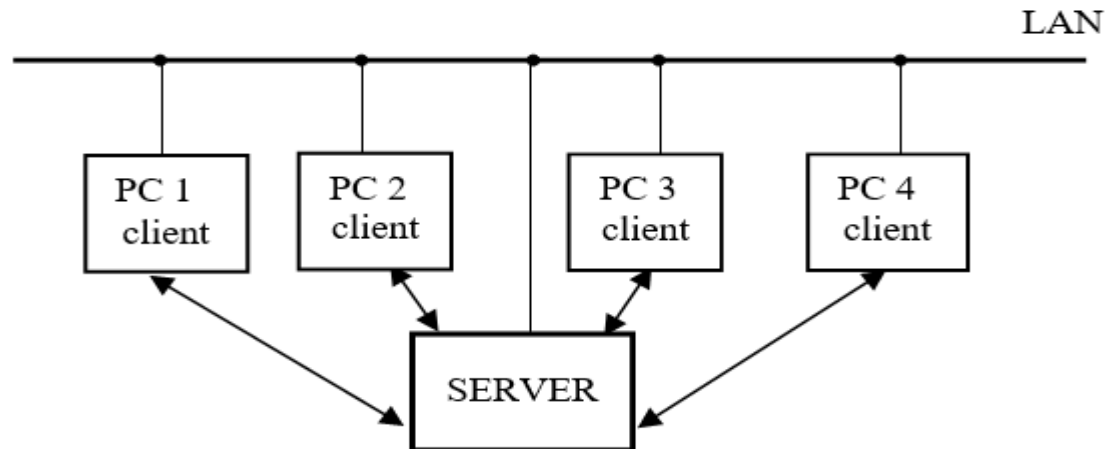 LAN
PC 1
client
PC 2
client
PC 3
client
PC 4
client
SERVER